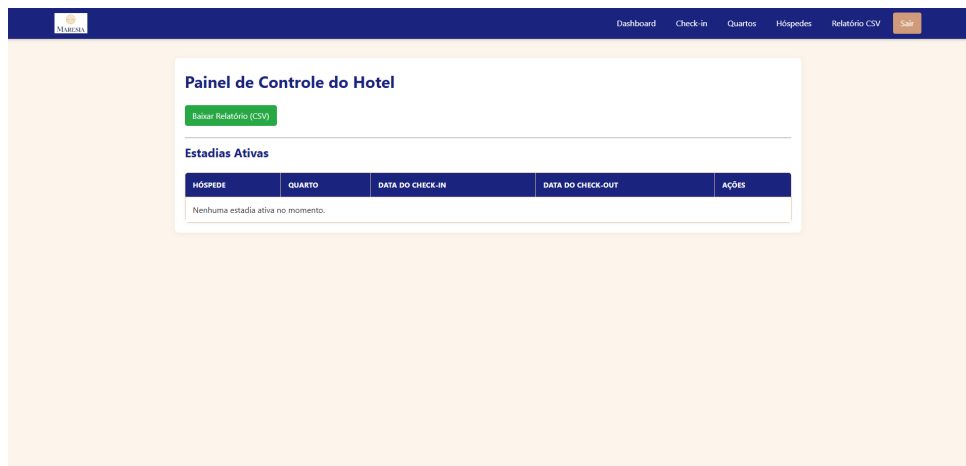 MARESIA
Dashboard Check-in Quartos Hóspedes Relatório CSV Sair
Painel de Controle do Hotel
Baixar Relatório (CSV)
Estadias Ativas
HÓSPEDE QUARTO DATA DO CHECK-IN DATA DO CHECK-OUT AÇÕES
Nenhuma estadia ativa no momento.